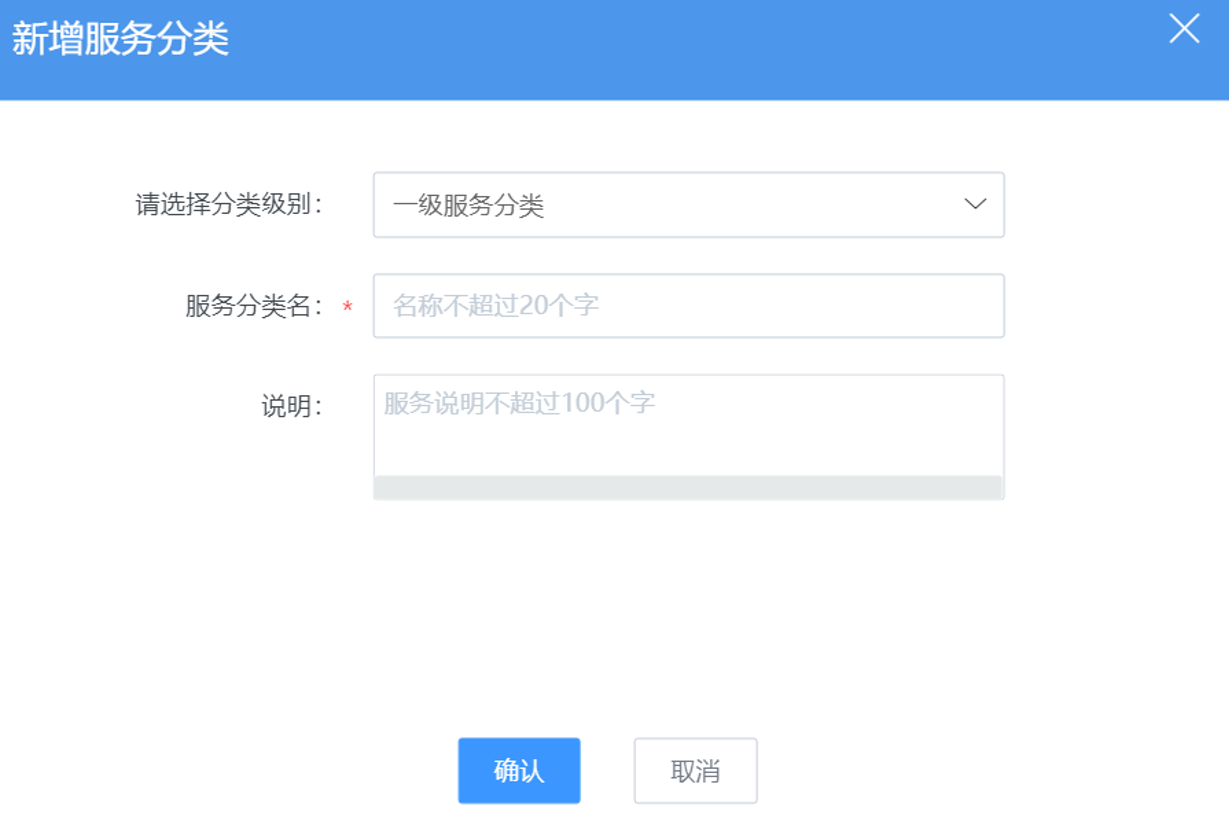 新增服务分类
请选择分类级别： 一级服务分类
服务分类名： * 名称不超过20个字
说明： 服务说明不超过100个字
确认 取消